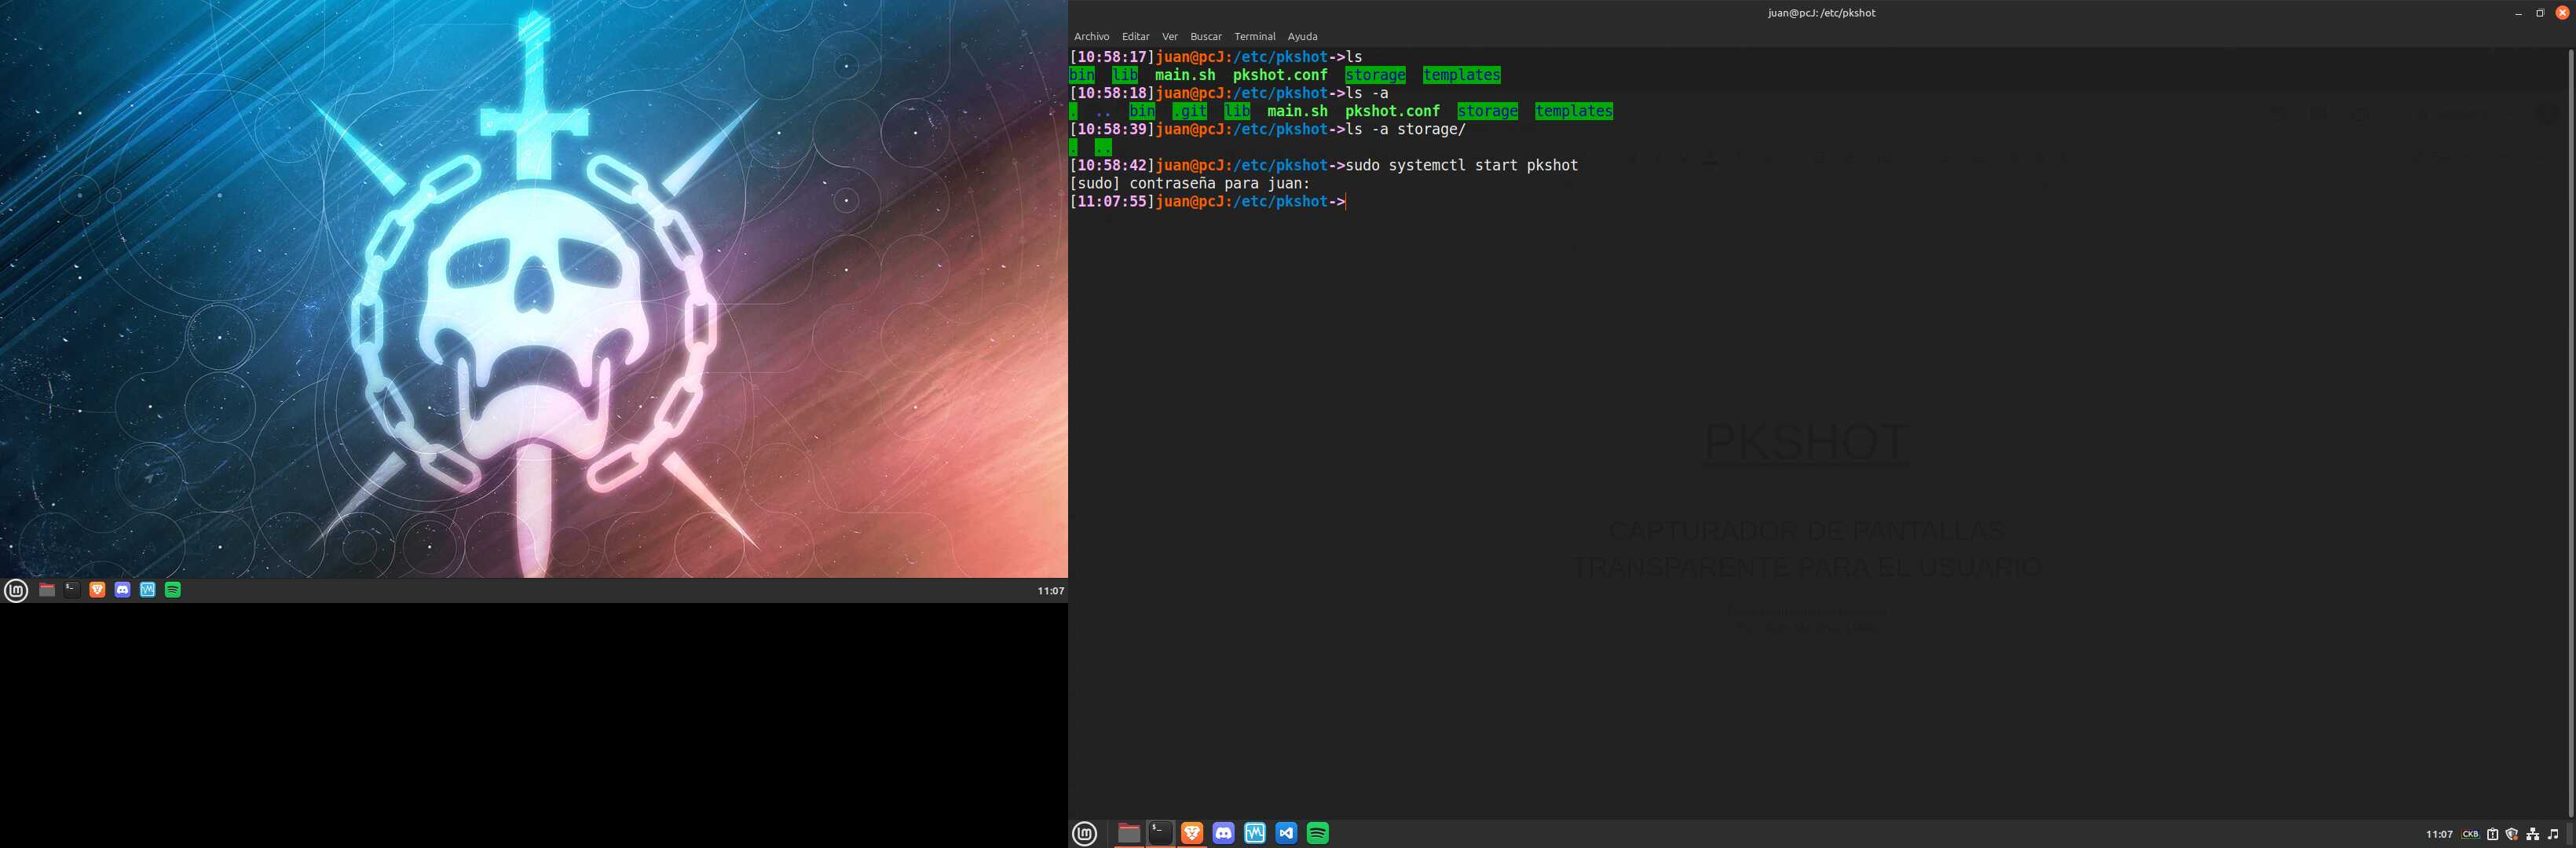 juan@pcJ: /etc/pkshot
Archivo Editar Ver Buscar Terminal Ayuda
[10:58:17]juan@pcJ:/etc/pkshot->ls
bin lib main.sh pkshot.conf storage templates
[10:58:18]juan@pcJ:/etc/pkshot->ls -a
. .. bin .git lib main.sh pkshot.conf storage templates
[10:58:39]juan@pcJ:/etc/pkshot->ls -a storage/
. ..
[10:58:42]juan@pcJ:/etc/pkshot->sudo systemctl start pkshot
[sudo] contraseña para juan:
[11:07:55]juan@pcJ:/etc/pkshot->
PKSHOT
CAPTURADOR DE PANTALLAS
TRANSPARENTE PARA EL USUARIO
11:07
11:07 CKB